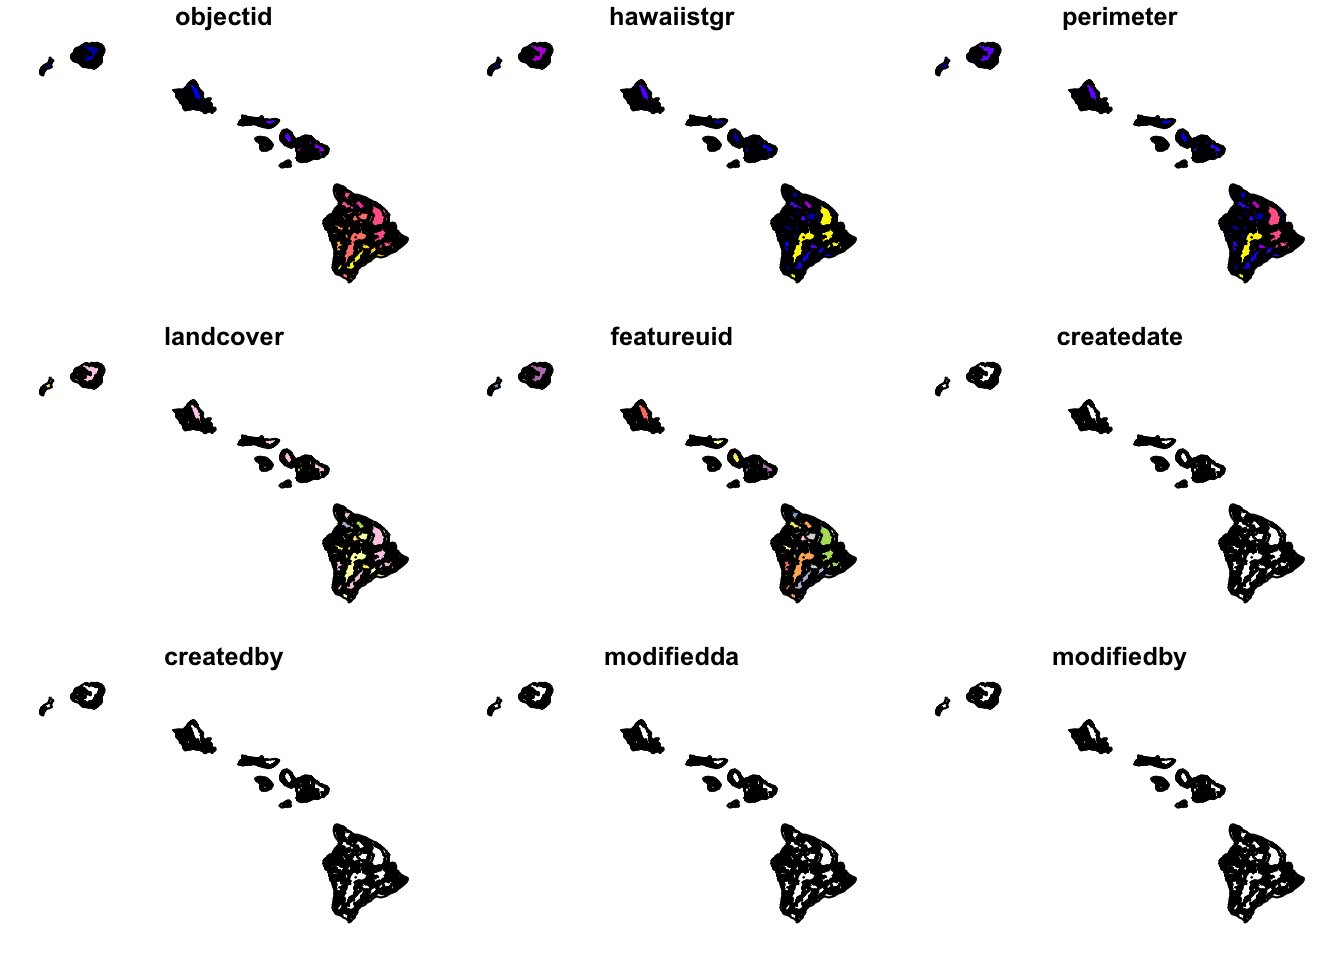 objectid
hawaiistgr
perimeter
landcover
featureuid
createdate
createdby
modifiedda
modifiedby